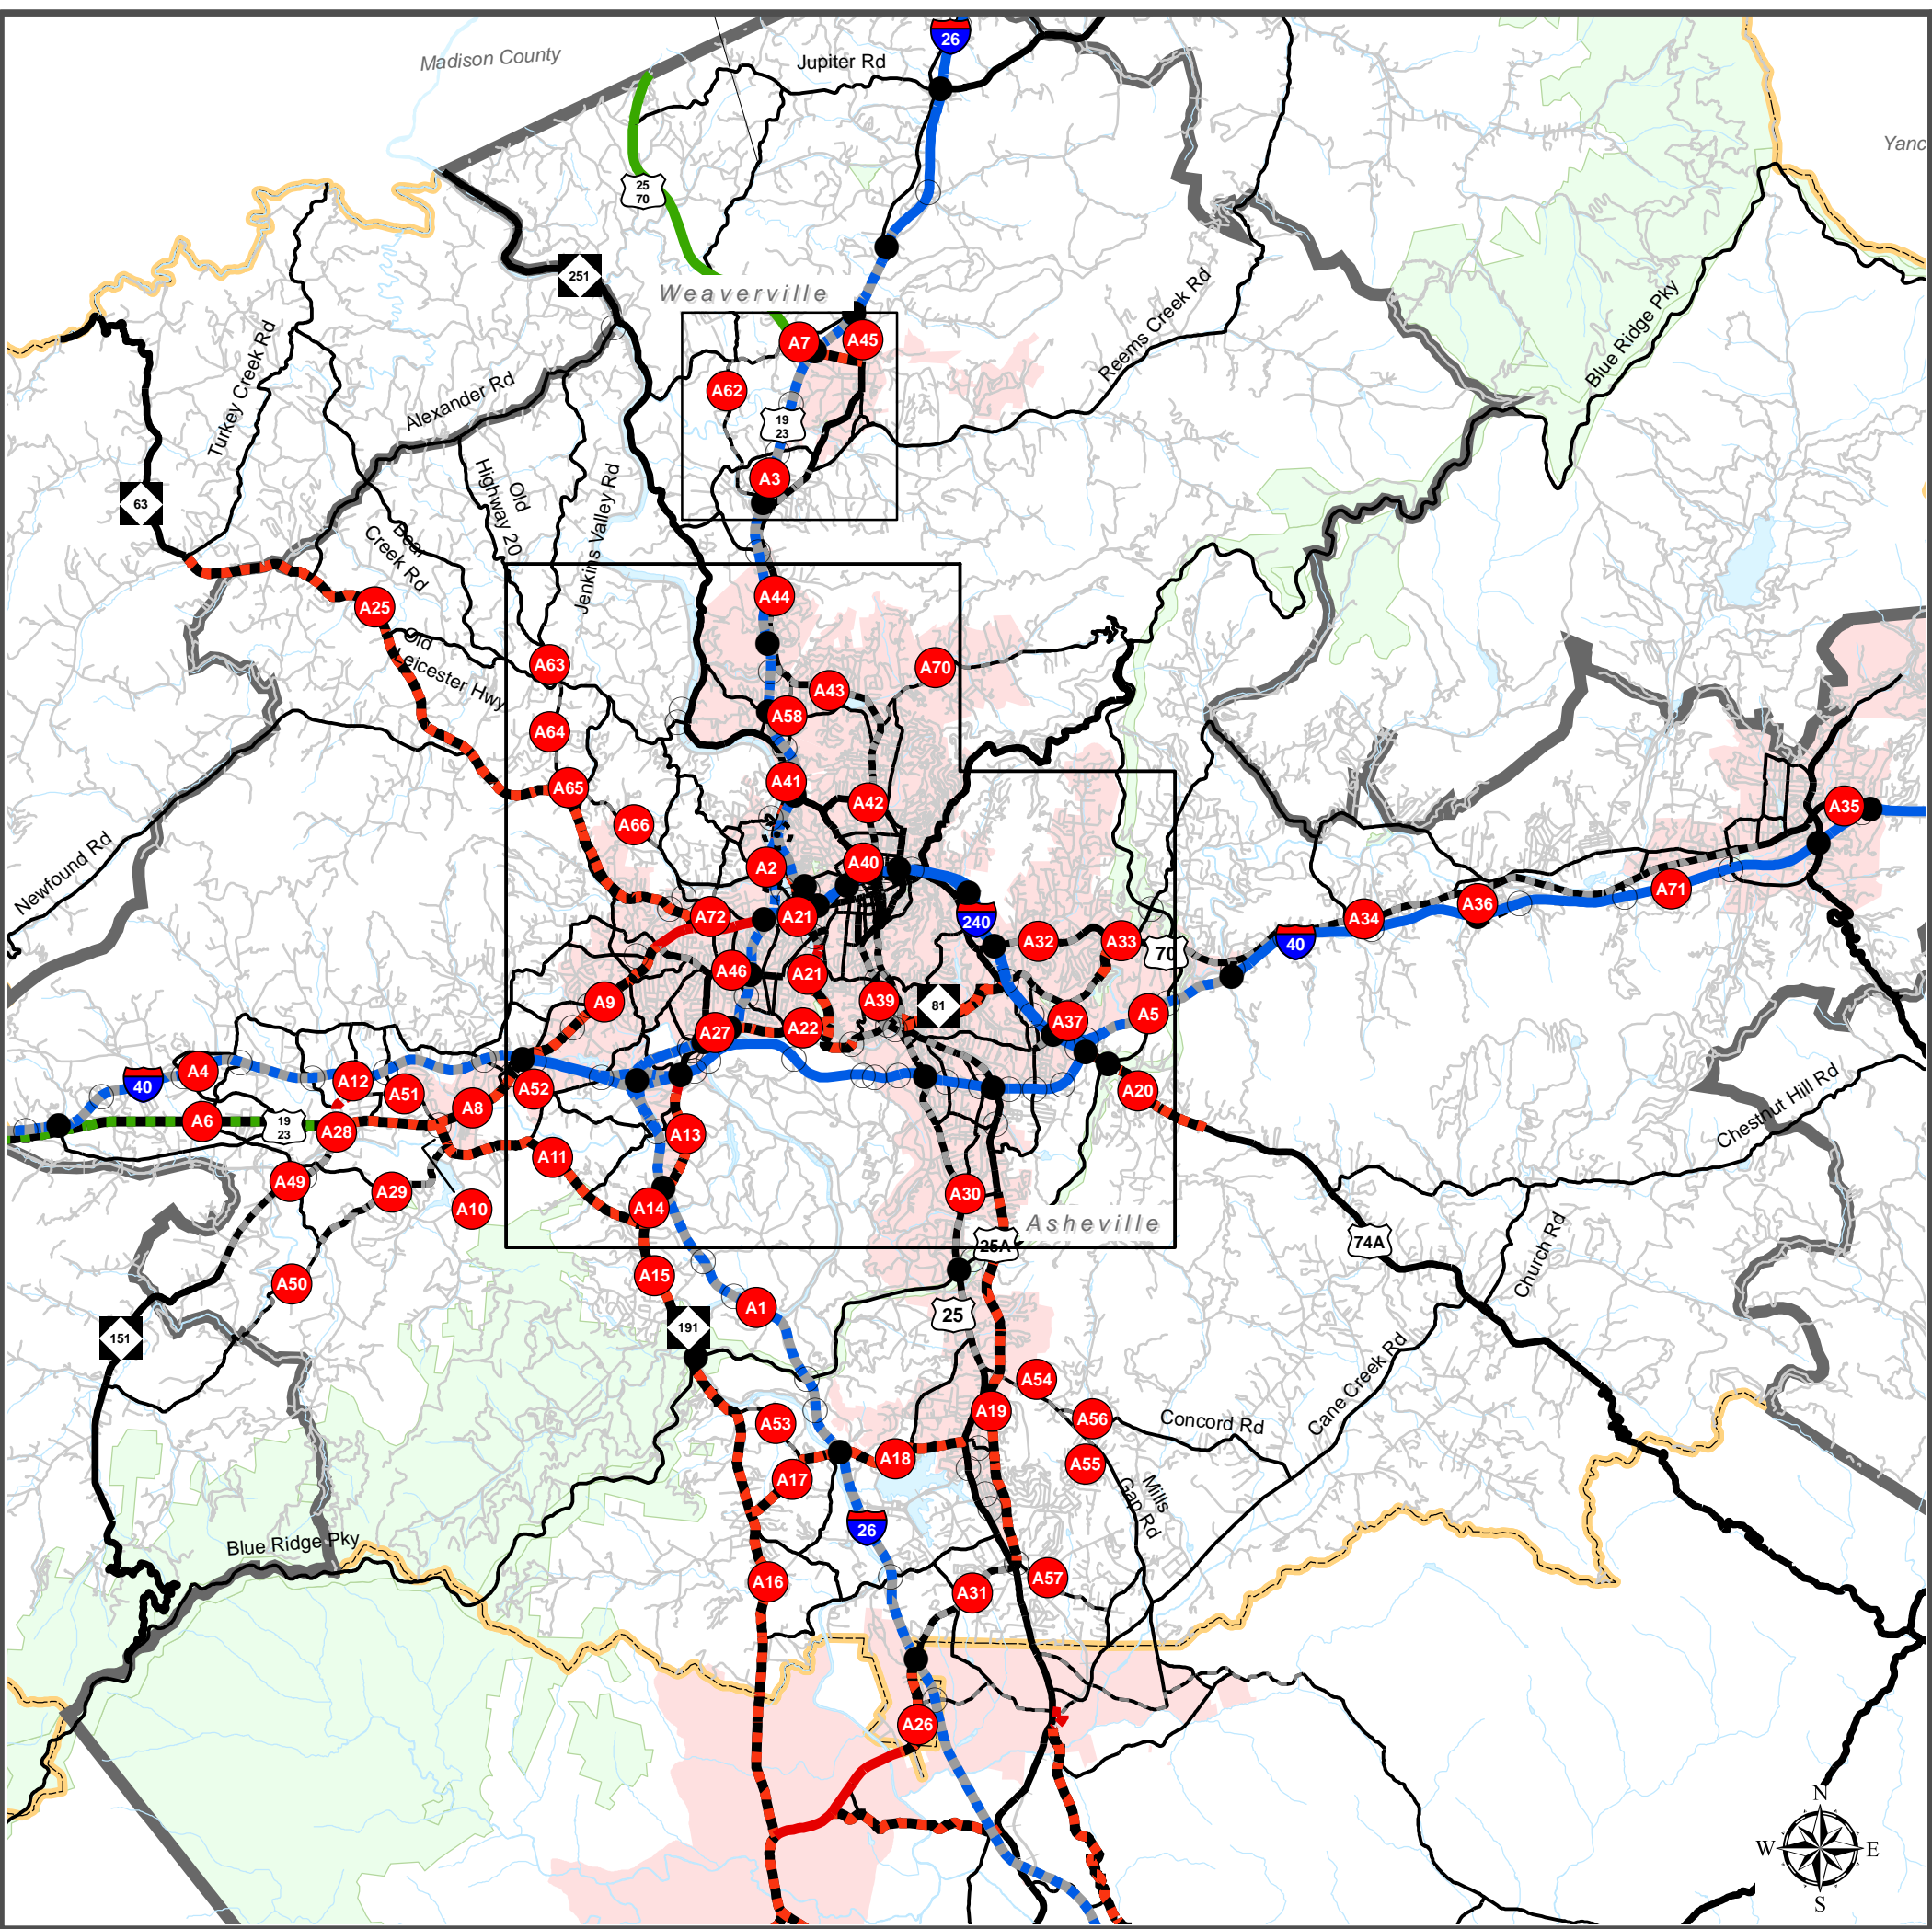 26
Madison County
Jupiter Rd
Yanc
25
70
251
Weaverville
Reems Creek Rd
Blue Ridge Pky
A7
A45
Turkey Creek Rd
Alexander Rd
A62
19
23
63
A3
Old
Highway 20
Jenkins Valley Rd
Bear
Creek Rd
A44
A25
Old
Leicester Hwy
A63
A70
A43
A58
A64
A41
A65
A42
A35
A66
Newfound Rd
A40
A2
A71
A36
A72
A21
240
A34
A32
A33
70
40
A46
A21
A9
A39
81
A5
A37
A27
A22
A4
40
A12
A51
A52
A20
A8
A6
19
23
A28
A13
Chestnut Hill Rd
A11
A49
A29
A30
A10
A14
Asheville
25A
74A
Church Rd
A15
A50
A1
25
191
151
Cane Creek Rd
A54
A19
A56
Concord Rd
A53
A18
A55
A17
Mills
Gap Rd
26
Blue Ridge Pky
A16
A31
A57
A26
N
W
E
S